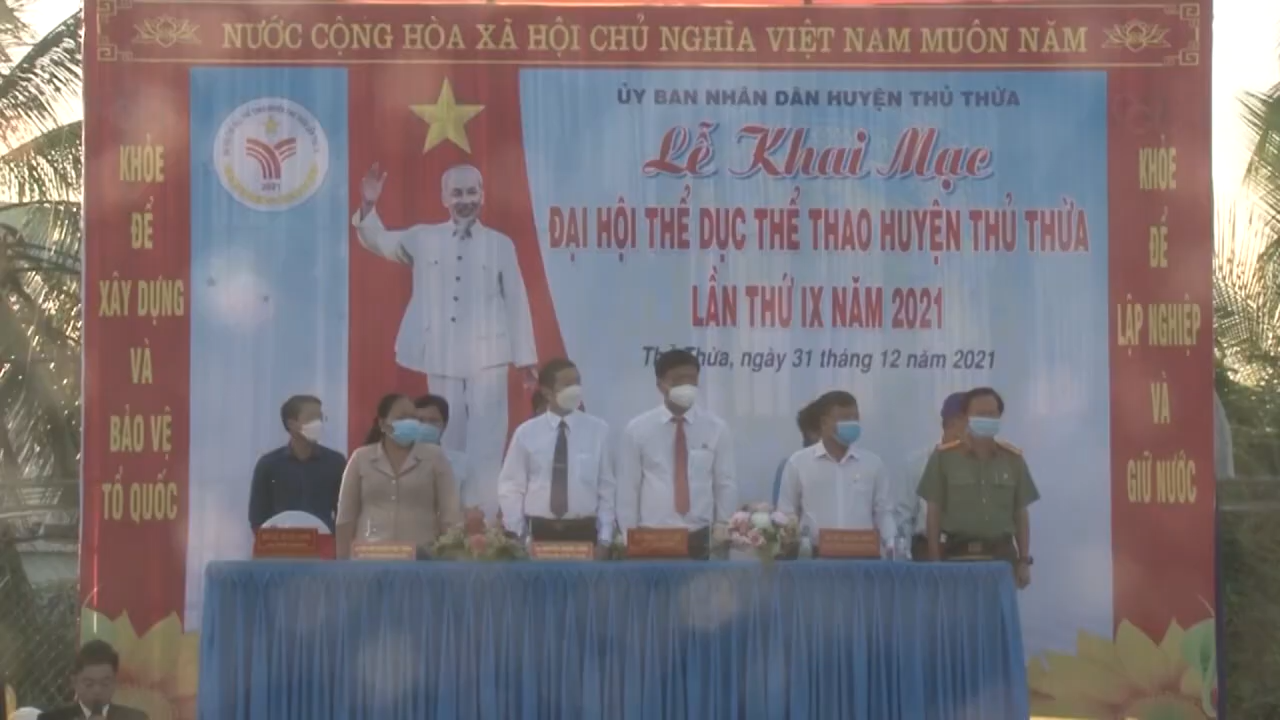 NƯỚC CỘNG HÒA XÃ HỘI CHỦ NGHĨA VIỆT NAM MUÔN NĂM
ỦY BAN NHÂN DÂN HUYỆN THỦ THỪA
Lễ Khai Mạc
ĐẠI HỘI THỂ DỤC THỂ THAO HUYỆN THỦ THỪA
LẦN THỨ IX NĂM 2021
Thủ Thừa, ngày 31 tháng 12 năm 2021
2021
KHỎE
ĐỂ
XÂY DỰNG
VÀ
BẢO VỆ
TỔ QUỐC
KHỎE
ĐỂ
LẬP NGHIỆP
VÀ
GIỮ NƯỚC